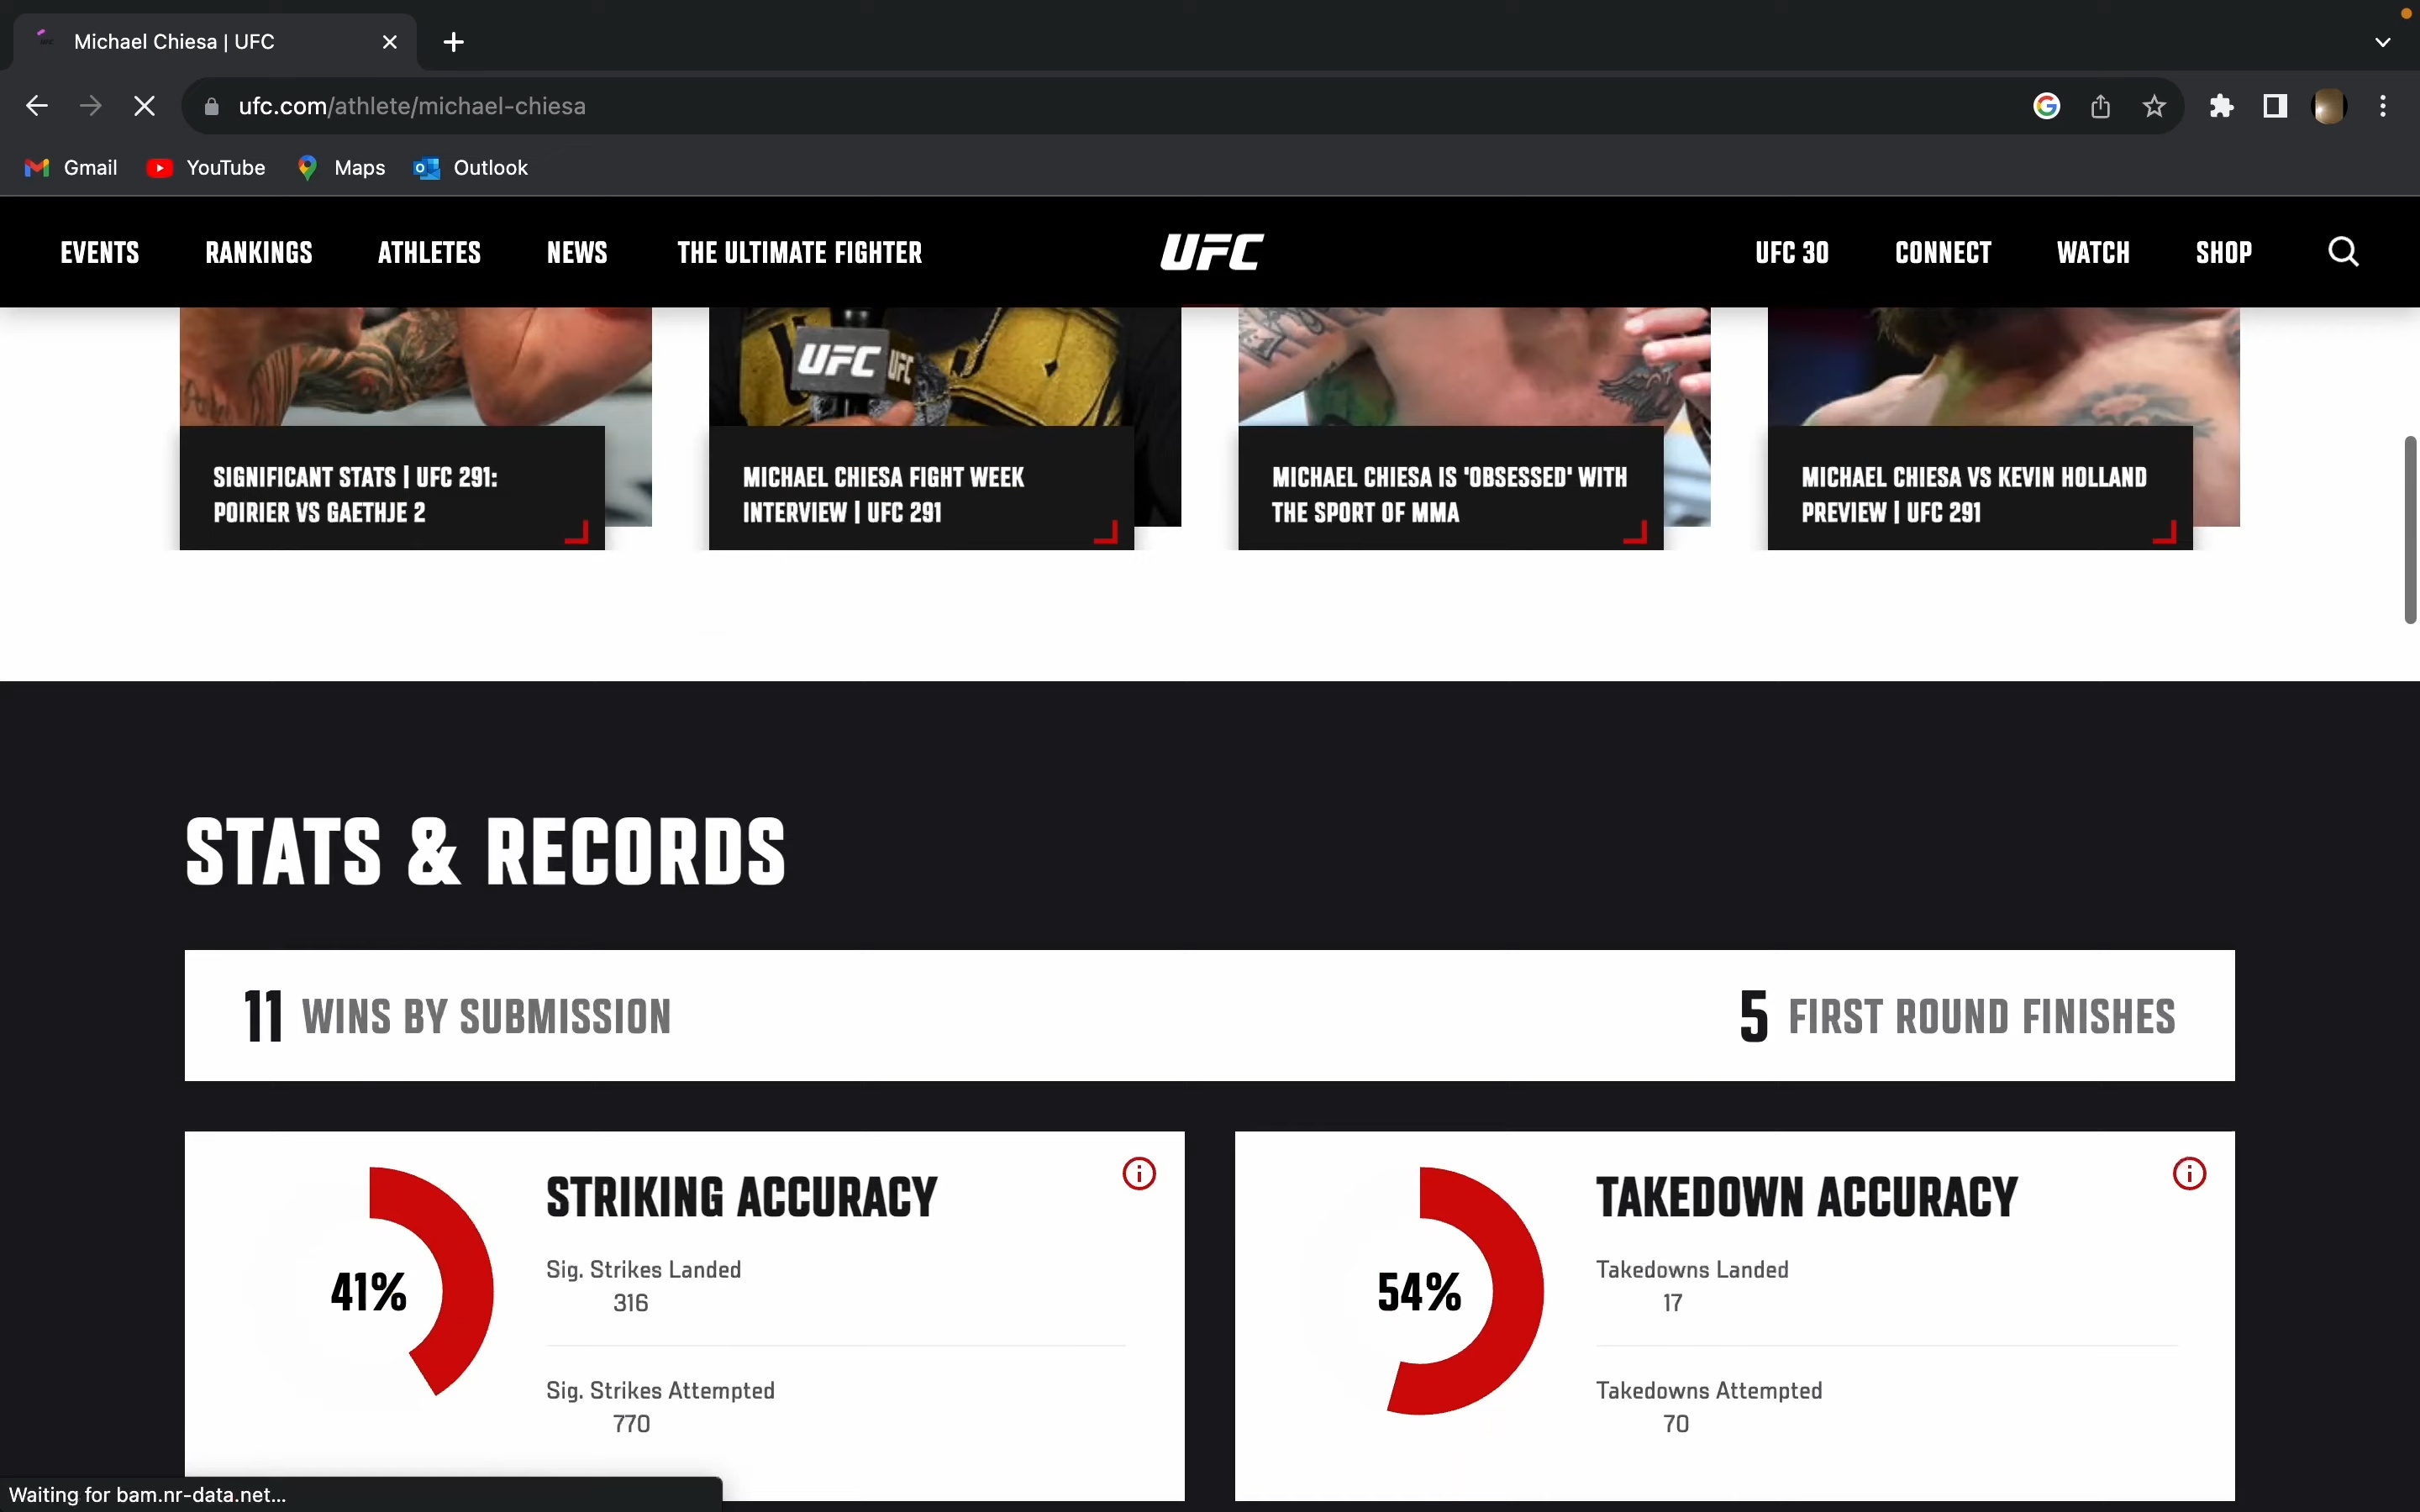 Michael Chiesa | UFC
ufc.com/athlete/michael-chiesa
Gmail YouTube Maps Outlook
EVENTS RANKINGS ATHLETES NEWS THE ULTIMATE FIGHTER UFC UFC 30 CONNECT WATCH SHOP
UFC UFC
SIGNIFICANT STATS | UFC 291:
POIRIER VS GAETHJE 2
MICHAEL CHIESA FIGHT WEEK
INTERVIEW | UFC 291
MICHAEL CHIESA IS 'OBSESSED' WITH
THE SPORT OF MMA
MICHAEL CHIESA VS KEVIN HOLLAND
PREVIEW | UFC 291
STATS & RECORDS
11 WINS BY SUBMISSION
5 FIRST ROUND FINISHES
41%
STRIKING ACCURACY
Sig. Strikes Landed
316
Sig. Strikes Attempted
770
54%
TAKEDOWN ACCURACY
Takedowns Landed
17
Takedowns Attempted
70
Waiting for bam.nr-data.net...